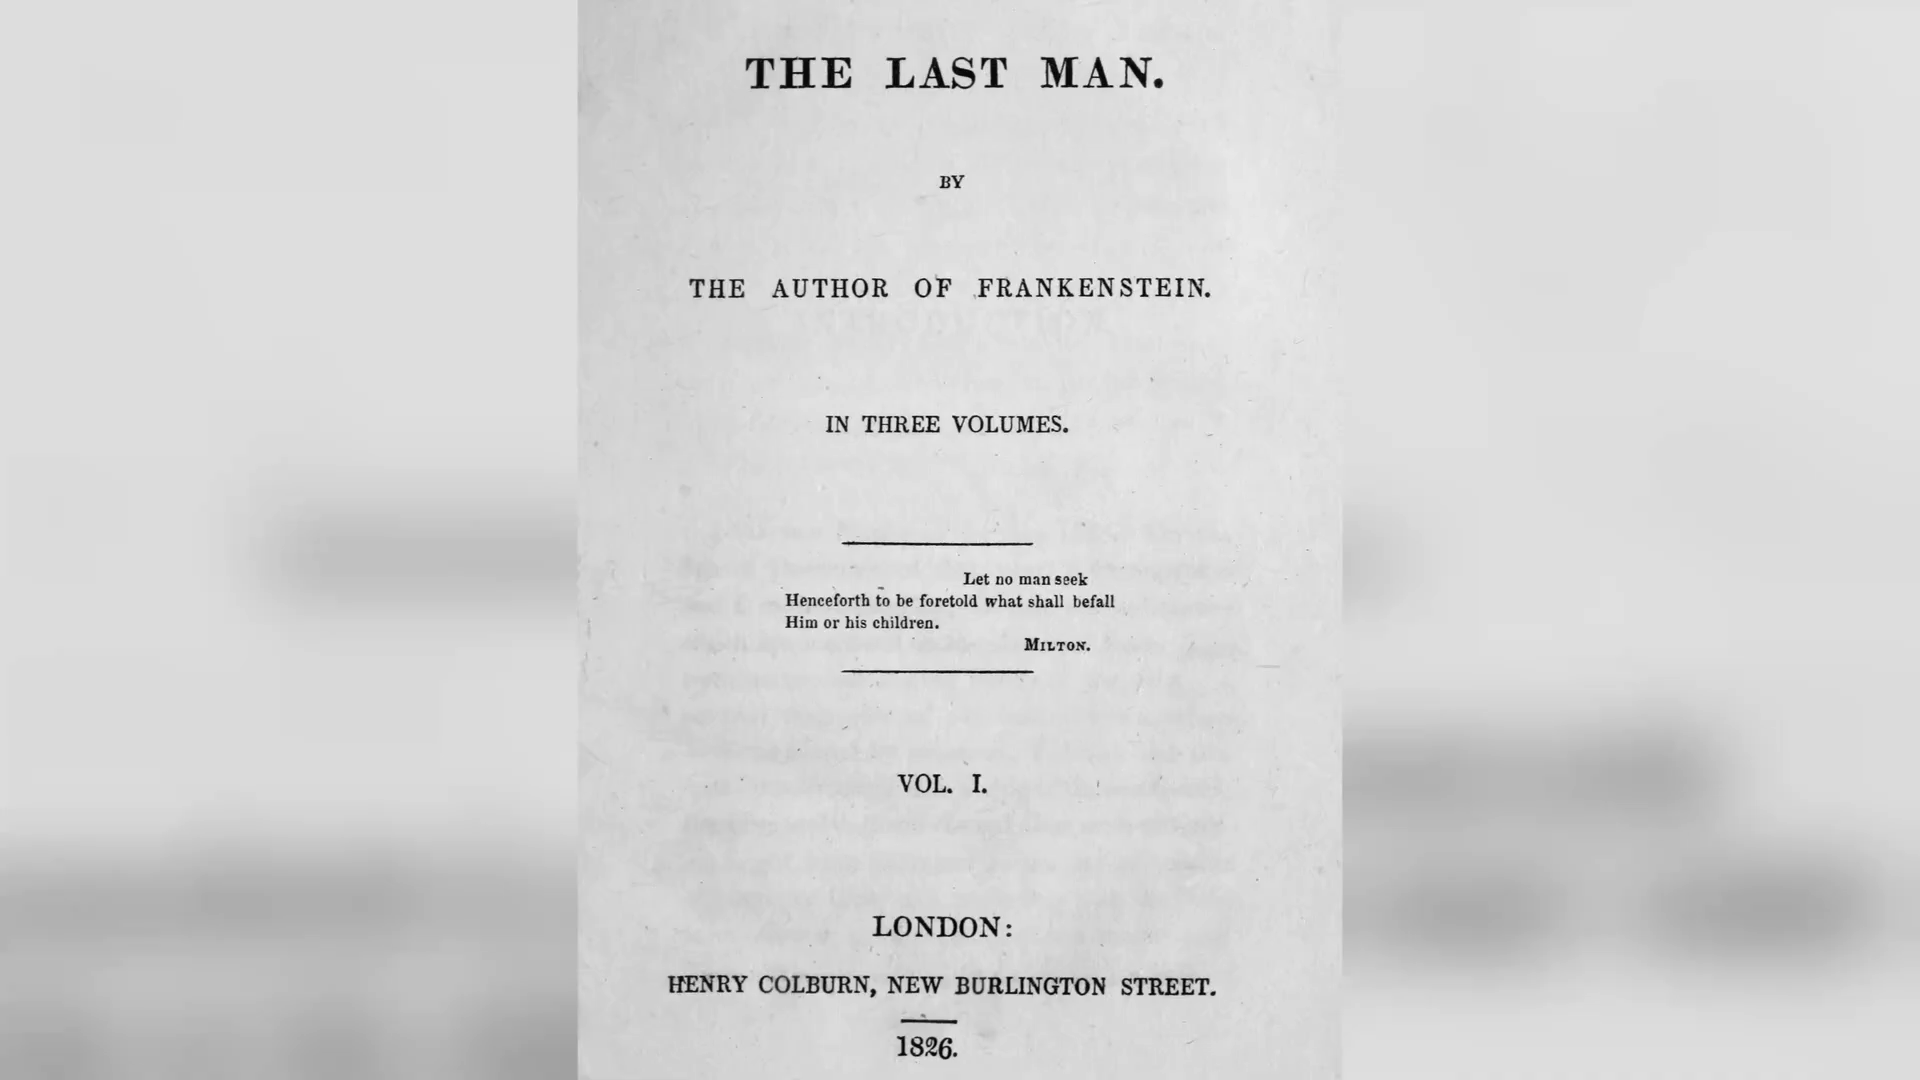 THE LAST MAN.
BY
THE AUTHOR OF FRANKENSTEIN.
IN THREE VOLUMES.
Let no man seek
Henceforth to be foretold what shall befall
Him or his children.
MILTON.
VOL. I.
LONDON:
HENRY COLBURN, NEW BURLINGTON STREET.
1826.